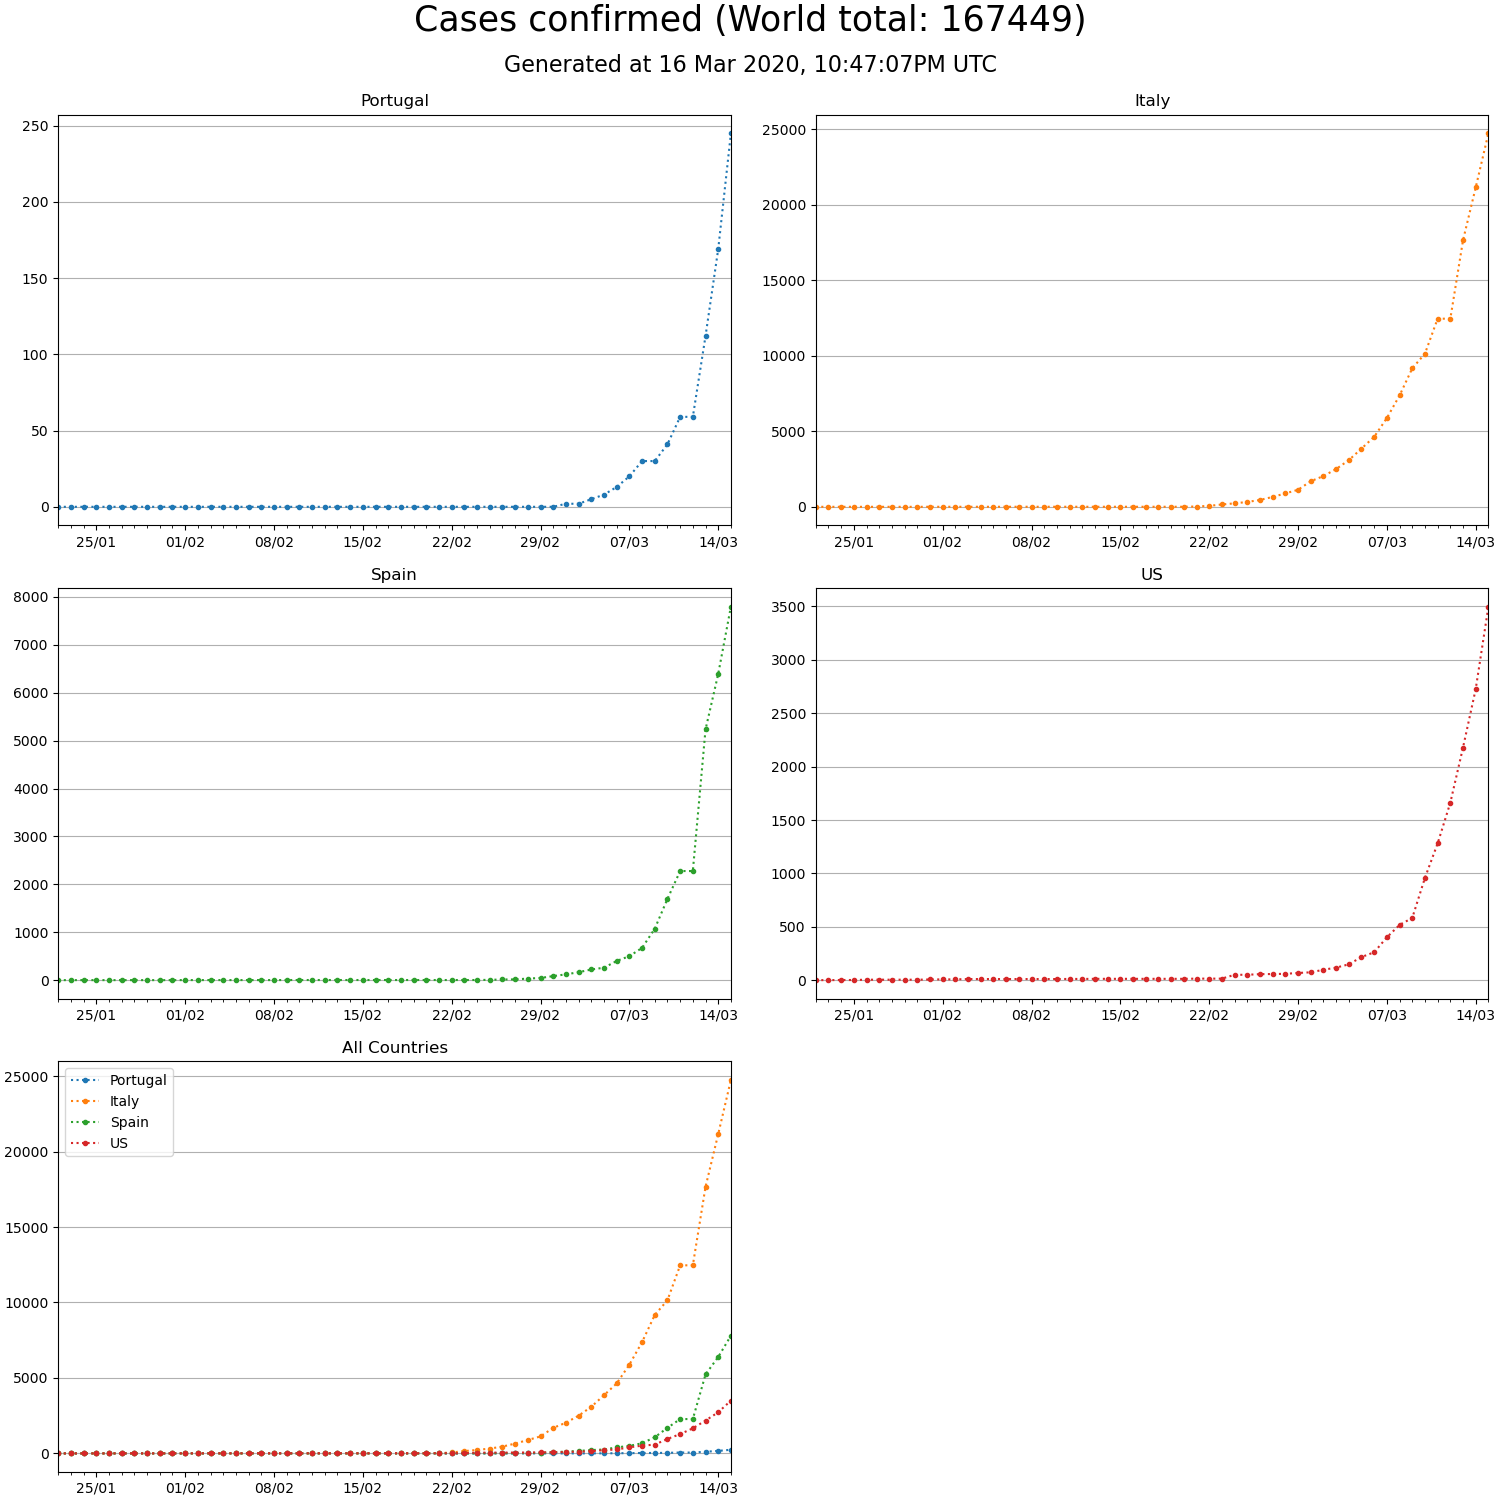 Cases confirmed (World total: 167449)
Generated at 16 Mar 2020, 10:47:07PM UTC
Portugal
250
200
150
100
50
0
25/01 01/02 08/02 15/02 22/02 29/02 07/03 14/03
Italy
25000
20000
15000
10000
5000
0
25/01 01/02 08/02 15/02 22/02 29/02 07/03 14/03
Spain
8000
7000
6000
5000
4000
3000
2000
1000
0
25/01 01/02 08/02 15/02 22/02 29/02 07/03 14/03
US
3500
3000
2500
2000
1500
1000
500
0
25/01 01/02 08/02 15/02 22/02 29/02 07/03 14/03
All Countries
Portugal
Italy
Spain
US
25000
20000
15000
10000
5000
0
25/01 01/02 08/02 15/02 22/02 29/02 07/03 14/03